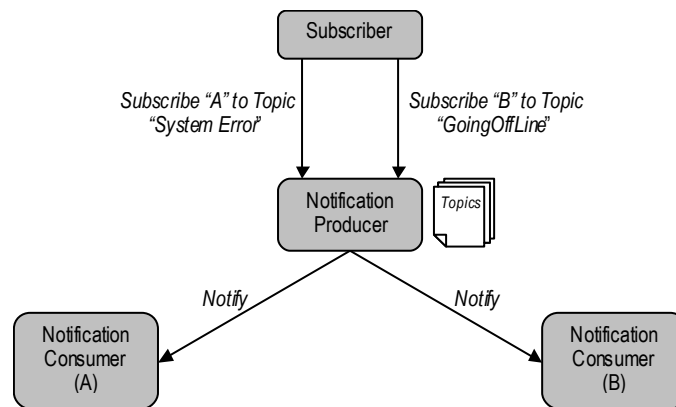 Subscriber
Subscribe “A” to Topic
“System Error”
Subscribe “B” to Topic
“GoingOffLine”
Notification
Producer
Topics
Notify
Notify
Notification
Consumer
(A)
Notification
Consumer
(B)